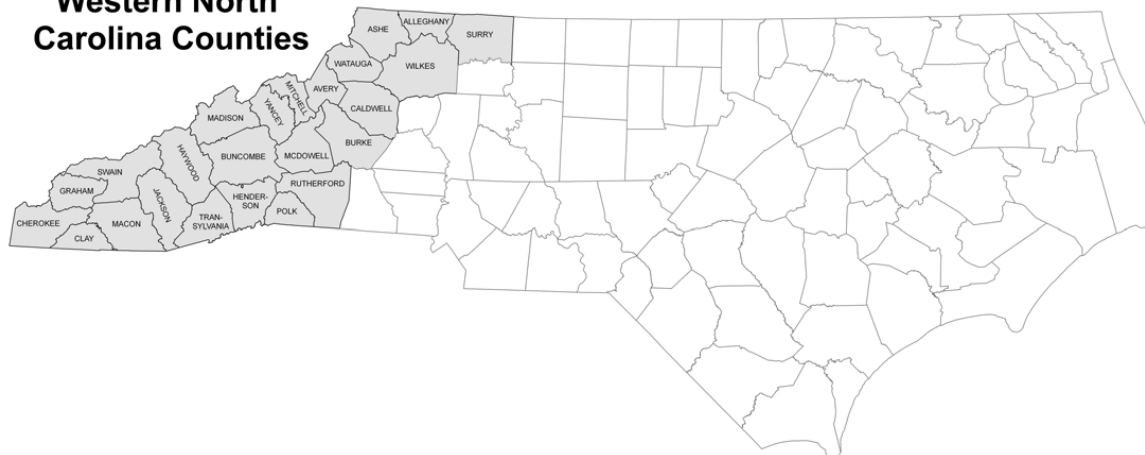 Western North
Carolina Counties
ASHE
ALLEGHANY
SURRY
WATAUGA
WILKES
AVERY
MITCHELL
YANCEY
CALDWELL
MADISON
BURKE
HAYWOOD
BUNCOMBE
MCDOWELL
SWAIN
RUTHERFORD
GRAHAM
JACKSON
HENDER-
SON
POLK
TRAN-
SYLVANIA
CHEROKEE
MACON
CLAY